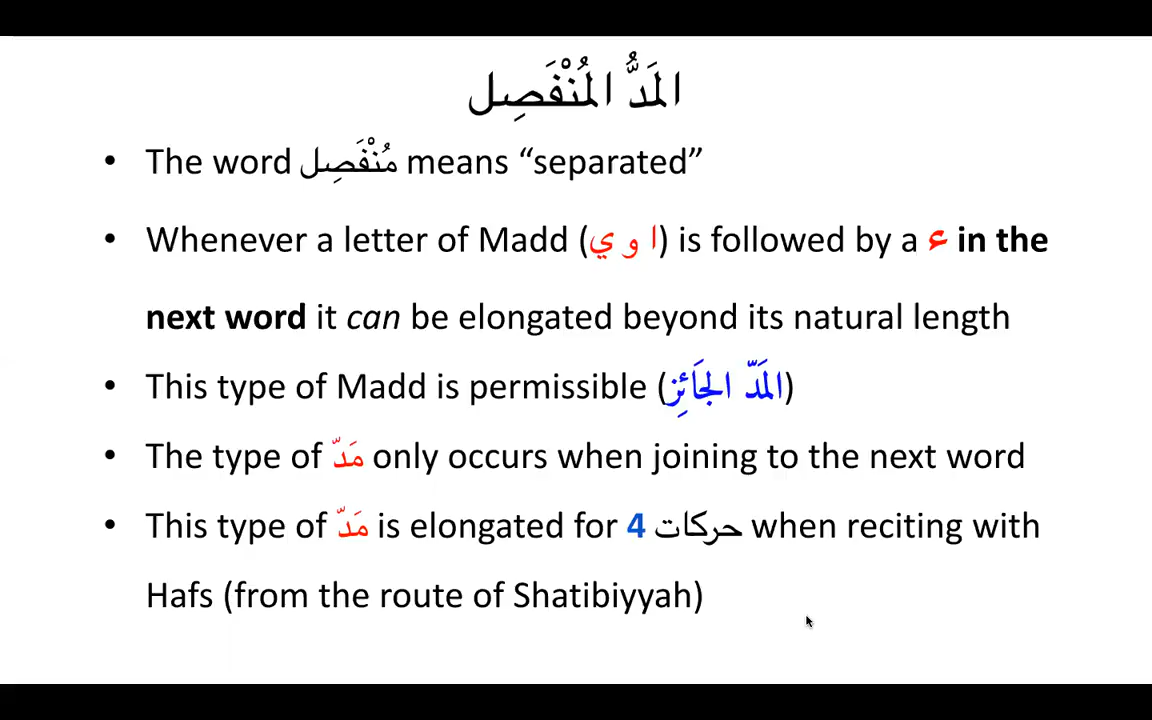 المَدُّ المُنْفَصِل
• The word مُنْفَصِل means “separated”
• Whenever a letter of Madd (ا و ي) is followed by a ء in the
next word it can be elongated beyond its natural length
• This type of Madd is permissible (المَدّ الجَائِز)
• The type of مَدّ only occurs when joining to the next word
• This type of مَدّ is elongated for 4 حركات when reciting with
Hafs (from the route of Shatibiyyah)